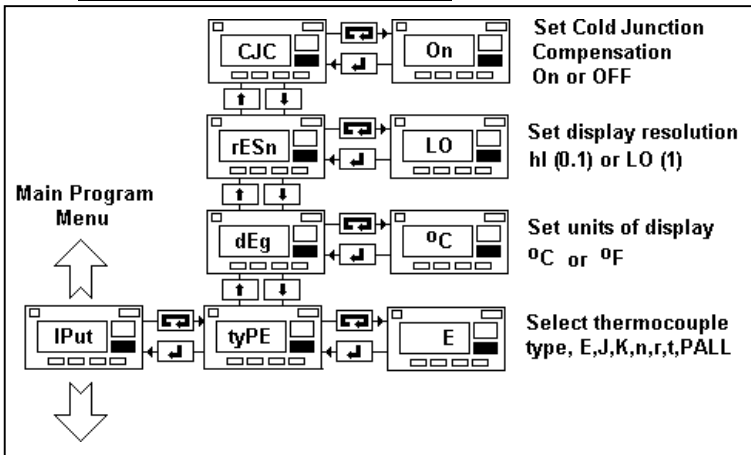 CJC
On
Set Cold Junction
Compensation
On or OFF
rESn
LO
Set display resolution
hI (0.1) or LO (1)
Main Program
Menu
dEg
ºC
Set units of display
ºC or ºF
IPut
tyPE
E
Select thermocouple
type, E,J,K,n,r,t,PALL